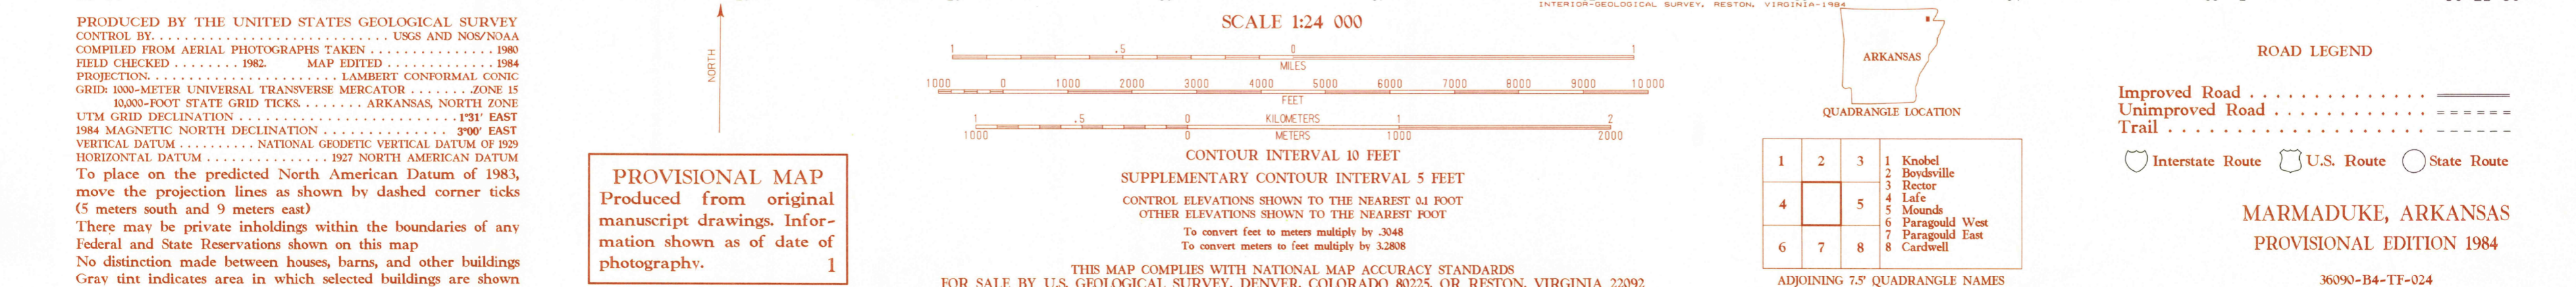 PRODUCED BY THE UNITED STATES GEOLOGICAL SURVEY
CONTROL BY. . . . . . . . . . . . . . . . . . . . . . . . . . . . . . USGS AND NOS/NOAA
COMPILED FROM AERIAL PHOTOGRAPHS TAKEN . . . . . . . . . . . . . . . 1980
FIELD CHECKED . . . . . . . . 1982. MAP EDITED . . . . . . . . . . . . . 1984
PROJECTION. . . . . . . . . . . . . . . . . . . . . . . LAMBERT CONFORMAL CONIC
GRID: 1000-METER UNIVERSAL TRANSVERSE MERCATOR . . . . . . . .ZONE 15
10,000-FOOT STATE GRID TICKS. . . . . . . . ARKANSAS, NORTH ZONE
UTM GRID DECLINATION . . . . . . . . . . . . . . . . . . . . . . . . . . . 1°31' EAST
1984 MAGNETIC NORTH DECLINATION . . . . . . . . . . . . . . 3°00' EAST
VERTICAL DATUM . . . . . . . . . . NATIONAL GEODETIC VERTICAL DATUM OF 1929
HORIZONTAL DATUM . . . . . . . . . . . . . . . 1927 NORTH AMERICAN DATUM
To place on the predicted North American Datum of 1983,
move the projection lines as shown by dashed corner ticks
(5 meters south and 9 meters east)
There may be private inholdings within the boundaries of any
Federal and State Reservations shown on this map
No distinction made between houses, barns, and other buildings
Gray tint indicates area in which selected buildings are shown
NORTH
PROVISIONAL MAP
Produced from original
manuscript drawings. Infor-
mation shown as of date of
photography. 1
INTERIOR-GEOLOGICAL SURVEY, RESTON, VIRGINIA-1984
SCALE 1:24 000
1 .5 0 1
MILES
1000 0 1000 2000 3000 4000 5000 6000 7000 8000 9000 10 000
FEET
1 .5 0 KILOMETERS 1 2
1000 0 METERS 1000 2000
CONTOUR INTERVAL 10 FEET
SUPPLEMENTARY CONTOUR INTERVAL 5 FEET
CONTROL ELEVATIONS SHOWN TO THE NEAREST 0.1 FOOT
OTHER ELEVATIONS SHOWN TO THE NEAREST FOOT
To convert feet to meters multiply by .3048
To convert meters to feet multiply by 3.2808
THIS MAP COMPLIES WITH NATIONAL MAP ACCURACY STANDARDS
FOR SALE BY U.S. GEOLOGICAL SURVEY, DENVER, COLORADO 80225, OR RESTON, VIRGINIA 22092
ARKANSAS
QUADRANGLE LOCATION
1 2 3
4 5
6 7 8
1 Knobel
2 Boydsville
3 Rector
4 Lafe
5 Mounds
6 Paragould West
7 Paragould East
8 Cardwell
ADJOINING 7.5' QUADRANGLE NAMES
ROAD LEGEND
Improved Road . . . . . . . . . . . . . .
Unimproved Road . . . . . . . . . . . .
Trail . . . . . . . . . . . . . . . . . . . .
Interstate Route U.S. Route State Route
MARMADUKE, ARKANSAS
PROVISIONAL EDITION 1984
36090-B4-TF-024